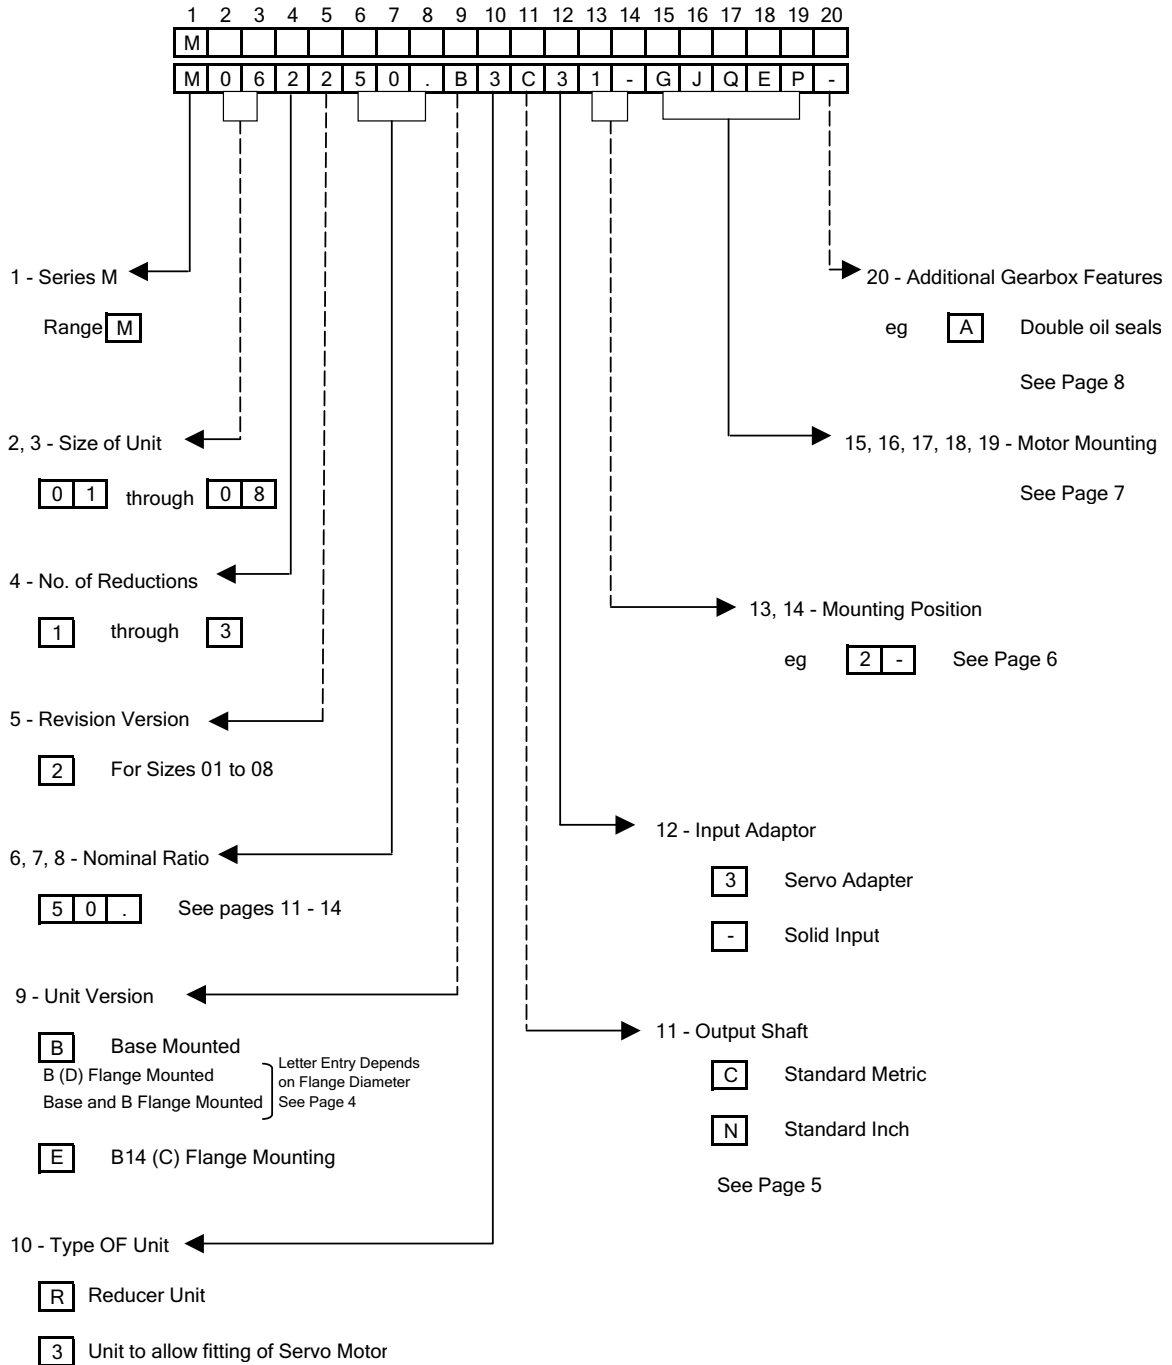 1 2 3 4 5 6 7 8 9 10 11 12 13 14 15 16 17 18 19 20
M
M 0 6 2 2 5 0 . B 3 C 3 1 - G J Q E P -
1 - Series M
Range M
2, 3 - Size of Unit
0 1 through 0 8
4 - No. of Reductions
1 through 3
5 - Revision Version
2 For Sizes 01 to 08
6, 7, 8 - Nominal Ratio
5 0 . See pages 11 - 14
9 - Unit Version
B Base Mounted
B (D) Flange Mounted
Base and B Flange Mounted
Letter Entry Depends
on Flange Diameter
See Page 4
E B14 (C) Flange Mounting
10 - Type OF Unit
R Reducer Unit
3 Unit to allow fitting of Servo Motor
20 - Additional Gearbox Features
eg A Double oil seals
See Page 8
15, 16, 17, 18, 19 - Motor Mounting
See Page 7
13, 14 - Mounting Position
eg 2 - See Page 6
12 - Input Adaptor
3 Servo Adapter
- Solid Input
11 - Output Shaft
C Standard Metric
N Standard Inch
See Page 5